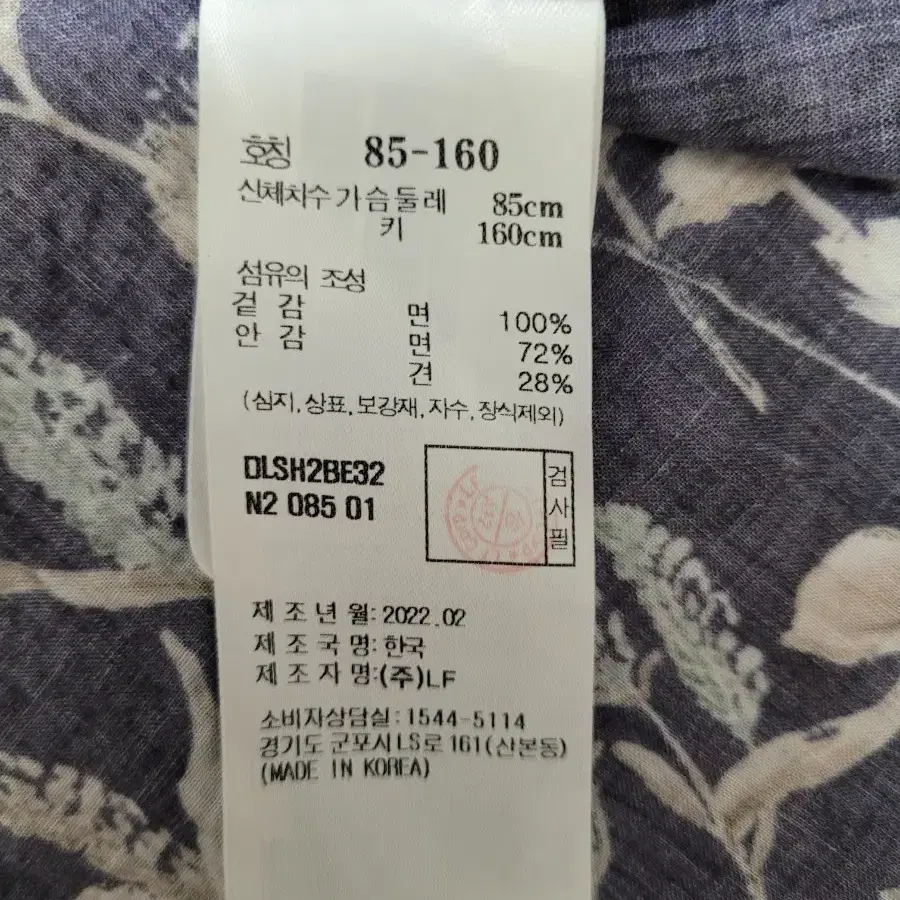 호칭 85-160
신체치수 가슴둘레 85cm
키 160cm
섬유의 조성
겉 감 면 100%
안 감 면 72%
견 28%
(심지, 상표, 보강재, 자수, 장식제외)
DLSH2BE32
N2 085 01
검사필
제 조 년 월: 2022.02
제 조 국 명: 한국
제 조 자 명:(주)LF
소비자상담실:1544-5114
경기도 군포시 LS로 161(산본동)
(MADE IN KOREA)